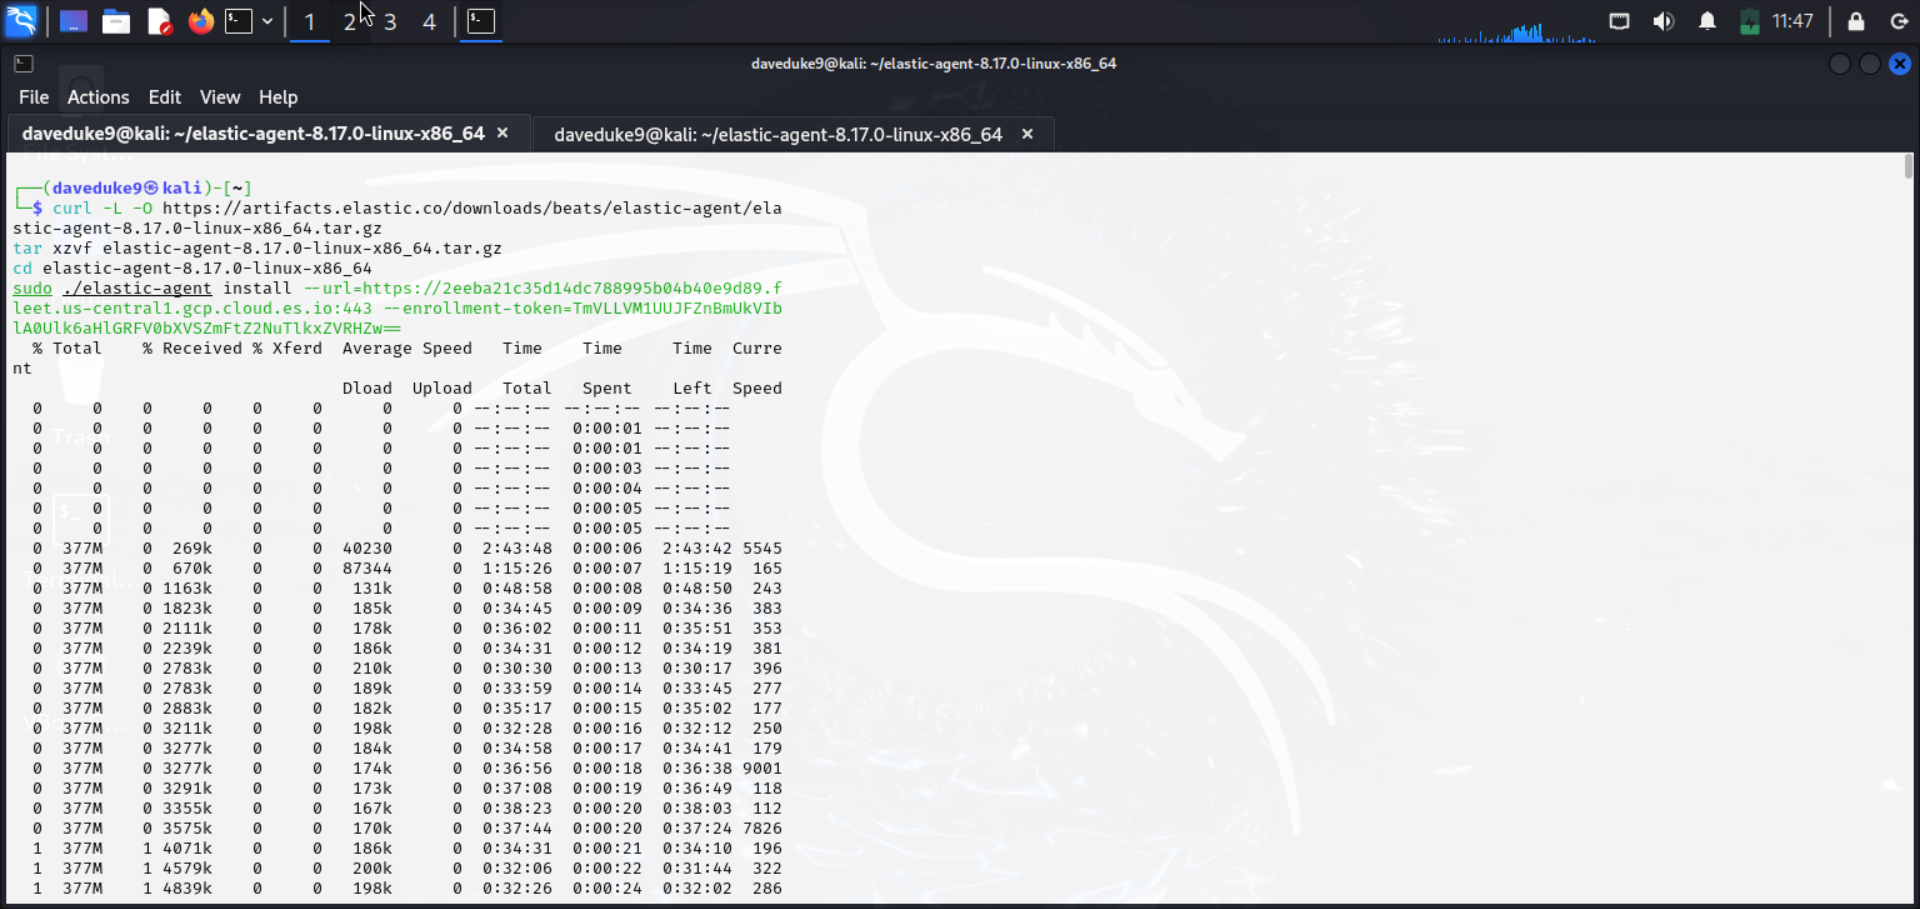 1 2 3 4 11:47
daveduke9@kali: ~/elastic-agent-8.17.0-linux-x86_64
File Actions Edit View Help
daveduke9@kali: ~/elastic-agent-8.17.0-linux-x86_64 × daveduke9@kali: ~/elastic-agent-8.17.0-linux-x86_64 ×
File Syst...
┌──(daveduke9㉿kali)-[~]
└─$ curl -L -O https://artifacts.elastic.co/downloads/beats/elastic-agent/ela
stic-agent-8.17.0-linux-x86_64.tar.gz
tar xzvf elastic-agent-8.17.0-linux-x86_64.tar.gz
cd elastic-agent-8.17.0-linux-x86_64
sudo ./elastic-agent install --url=https://2eeba21c35d14dc788995b04b40e9d89.f
leet.us-central1.gcp.cloud.es.io:443 --enrollment-token=TmVLLVM1UUJFZnBmUkVIb
lA0Ulk6aHlGRFV0bXVSZmFtZ2NuTlkxZVRHZw==
% Total % Received % Xferd Average Speed Time Time Time Curre
nt
Dload Upload Total Spent Left Speed
0 0 0 0 0 0 0 0 --:--:-- --:--:-- --:--:--
0 0 0 0 0 0 0 0 --:--:-- 0:00:01 --:--:--
Trash
0 0 0 0 0 0 0 0 --:--:-- 0:00:01 --:--:--
0 0 0 0 0 0 0 0 --:--:-- 0:00:03 --:--:--
0 0 0 0 0 0 0 0 --:--:-- 0:00:04 --:--:--
0 0 0 0 0 0 0 0 --:--:-- 0:00:05 --:--:--
0 0 0 0 0 0 0 0 --:--:-- 0:00:05 --:--:--
0 377M 0 269k 0 0 40230 0 2:43:48 0:00:06 2:43:42 5545
0 377M 0 670k 0 0 87344 0 1:15:26 0:00:07 1:15:19 165
0 377M 0 1163k 0 0 131k 0 0:48:58 0:00:08 0:48:50 243
0 377M 0 1823k 0 0 185k 0 0:34:45 0:00:09 0:34:36 383
0 377M 0 2111k 0 0 178k 0 0:36:02 0:00:11 0:35:51 353
0 377M 0 2239k 0 0 186k 0 0:34:31 0:00:12 0:34:19 381
0 377M 0 2783k 0 0 210k 0 0:30:30 0:00:13 0:30:17 396
0 377M 0 2783k 0 0 189k 0 0:33:59 0:00:14 0:33:45 277
0 377M 0 2883k 0 0 182k 0 0:35:17 0:00:15 0:35:02 177
0 377M 0 3211k 0 0 198k 0 0:32:28 0:00:16 0:32:12 250
0 377M 0 3277k 0 0 184k 0 0:34:58 0:00:17 0:34:41 179
0 377M 0 3277k 0 0 174k 0 0:36:56 0:00:18 0:36:38 9001
0 377M 0 3291k 0 0 173k 0 0:37:08 0:00:19 0:36:49 118
0 377M 0 3355k 0 0 167k 0 0:38:23 0:00:20 0:38:03 112
0 377M 0 3575k 0 0 170k 0 0:37:44 0:00:20 0:37:24 7826
1 377M 1 4071k 0 0 186k 0 0:34:31 0:00:21 0:34:10 196
1 377M 1 4579k 0 0 200k 0 0:32:06 0:00:22 0:31:44 322
1 377M 1 4839k 0 0 198k 0 0:32:26 0:00:24 0:32:02 286